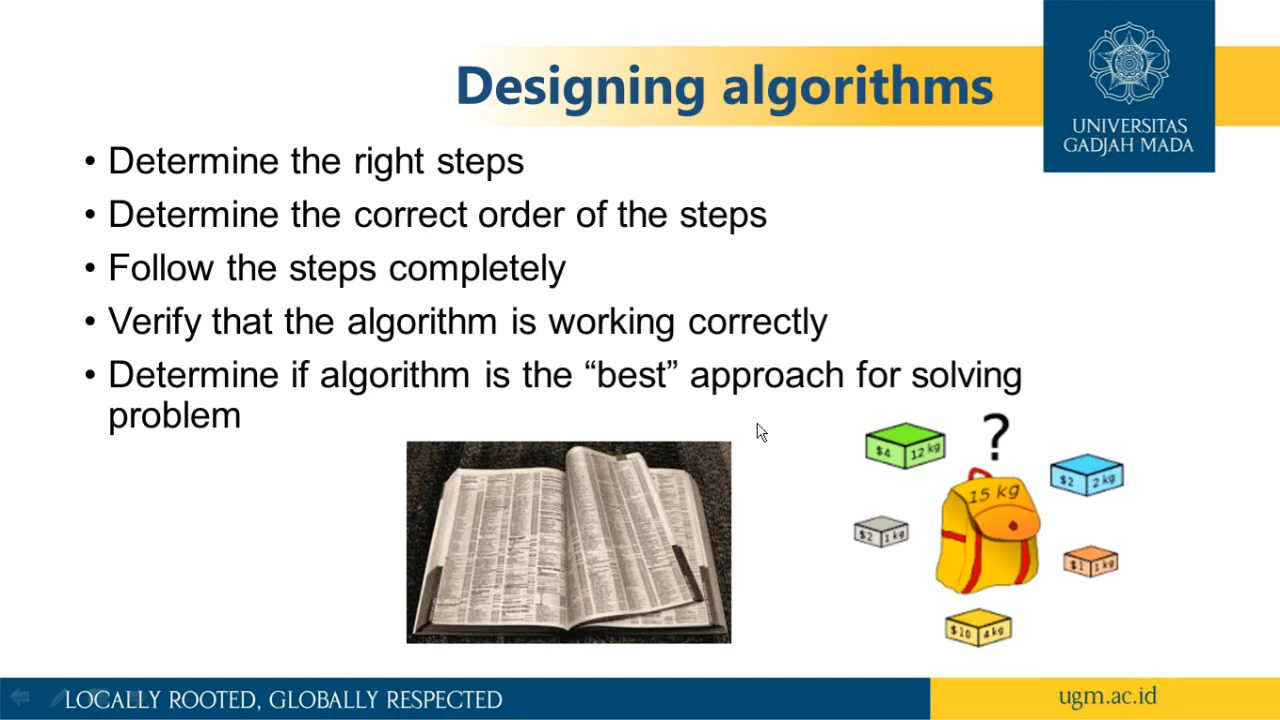 Designing algorithms
UNIVERSITAS
GADJAH MADA
• Determine the right steps
• Determine the correct order of the steps
• Follow the steps completely
• Verify that the algorithm is working correctly
• Determine if algorithm is the “best” approach for solving
problem
?
$4 12 kg
15 kg
$2 2 kg
$2 1 kg
$1 1 kg
$10 4 kg
LOCALLY ROOTED, GLOBALLY RESPECTED
ugm.ac.id